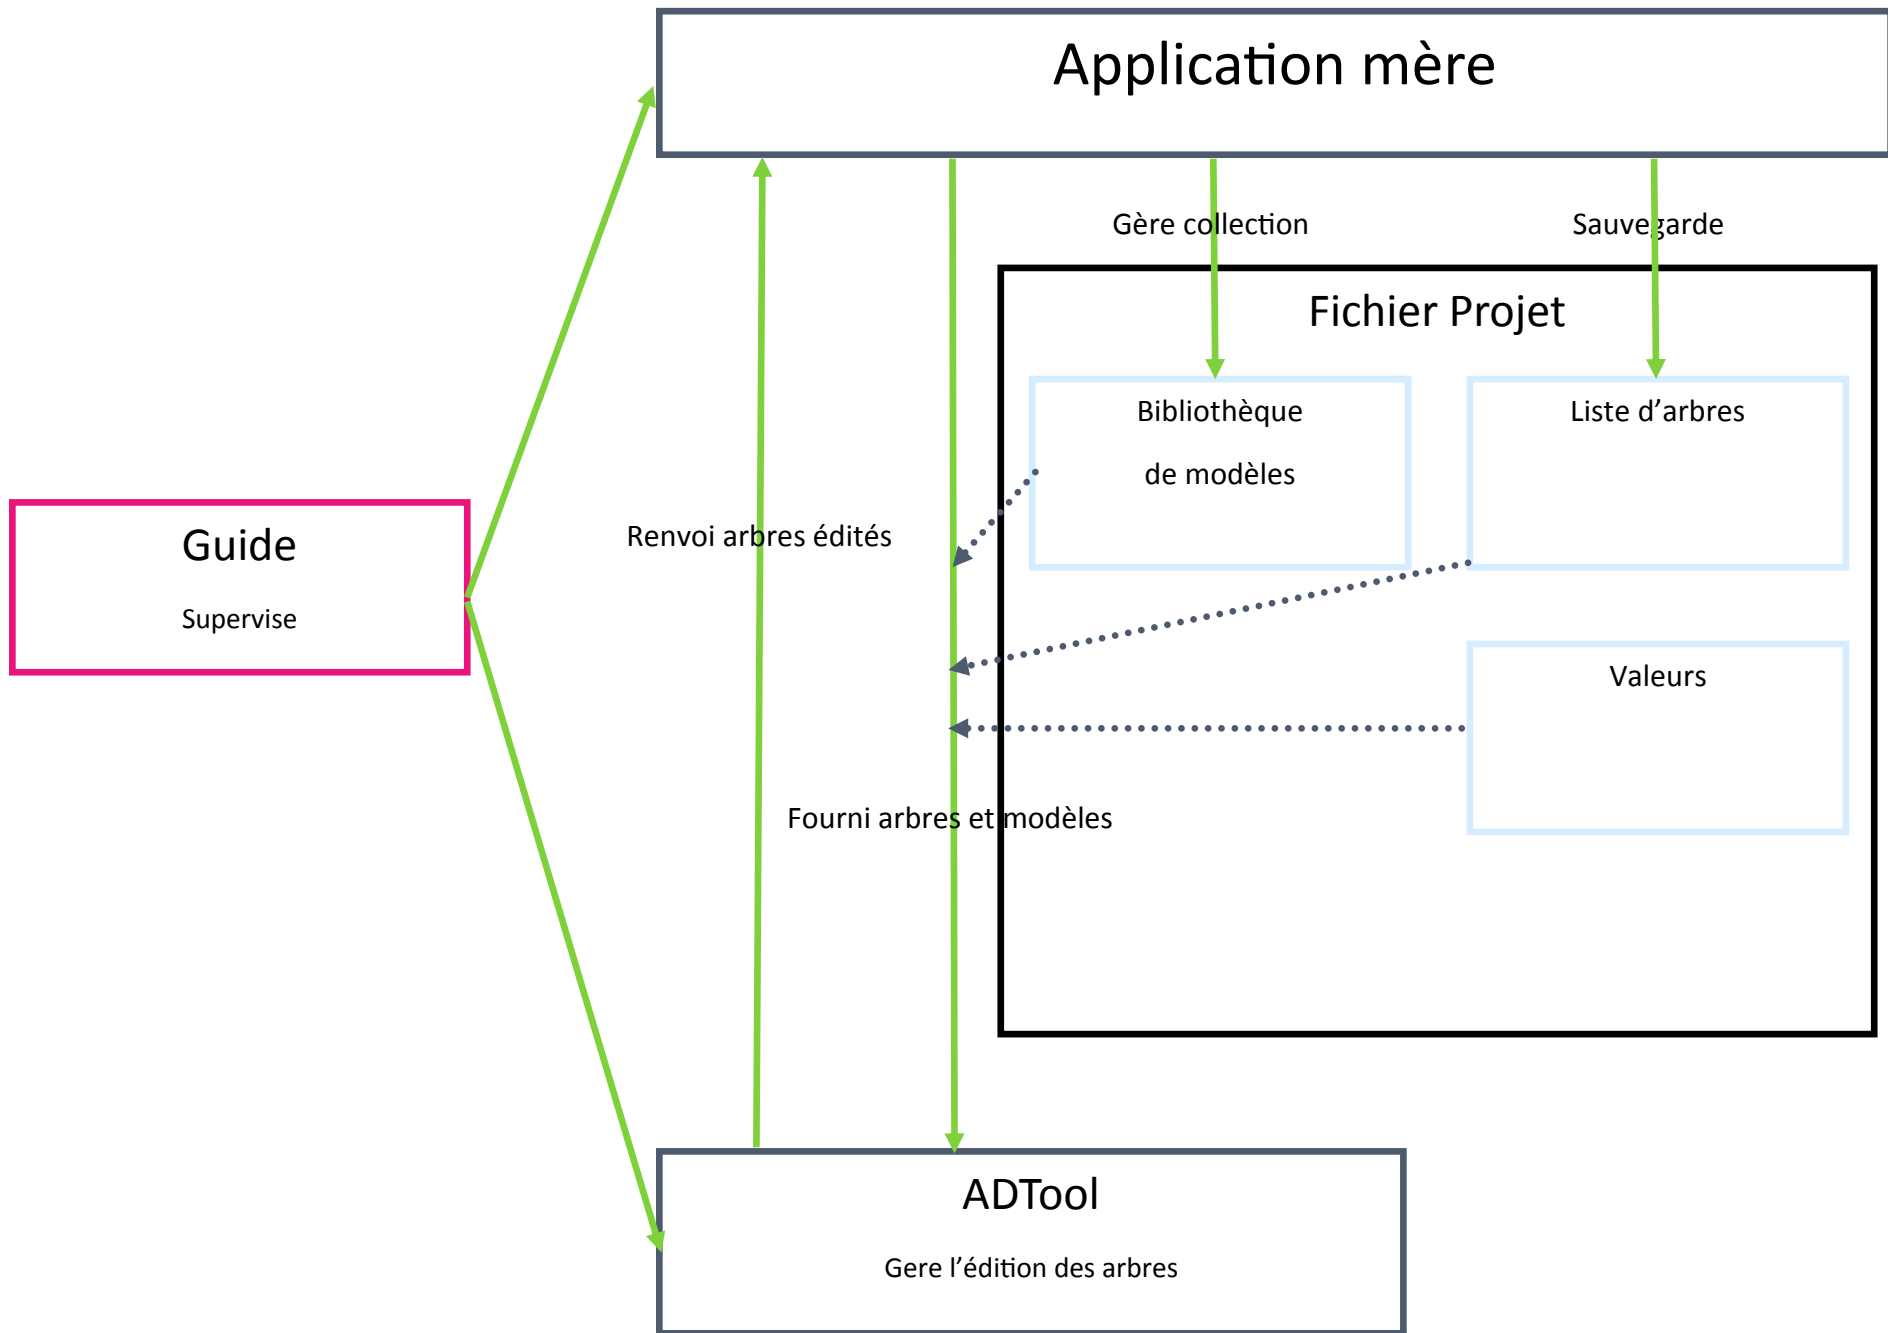 Application mère
Gère collection
Sauvegarde
Fichier Projet
Bibliothèque
de modèles
Liste d’arbres
Guide
Supervise
Renvoi arbres édités
Valeurs
Fourni arbres et modèles
ADTool
Gere l’édition des arbres